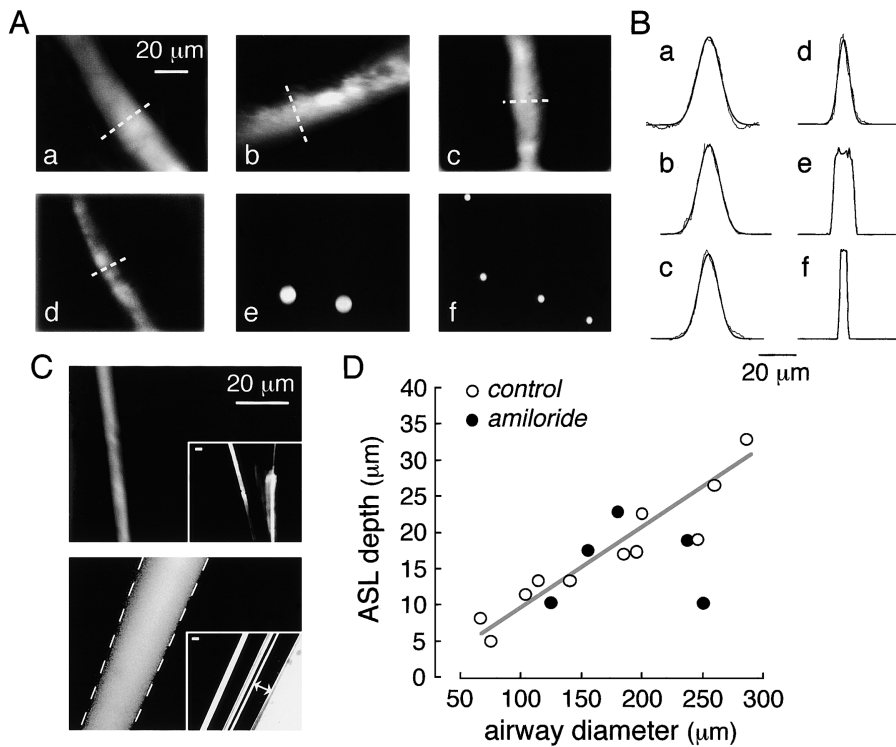 A
20 μm
a
b
c
d
e
f
B
a
d
b
e
c
f
20 μm
C
20 μm
D
ASL depth (μm)
40
35
30
25
20
15
10
5
0
control
amiloride
50 100 150 200 250 300
airway diameter (μm)